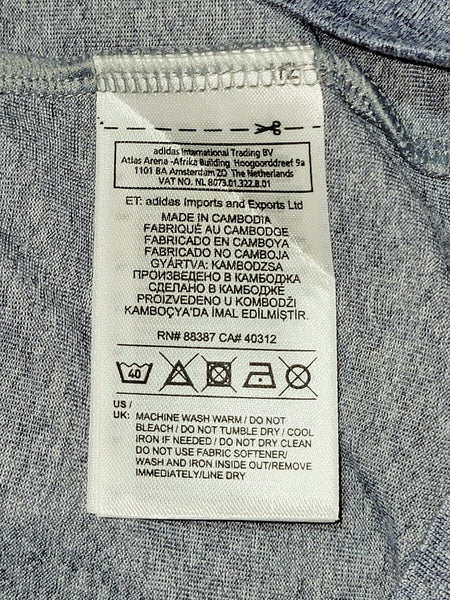 adidas International Trading BV
Atlas Arena -Afrika Building Hoogoorddreef 9a
1101 BA Amsterdam ZO The Netherlands
VAT NO. NL 8073.01.322.B.01
ET: adidas Imports and Exports Ltd
MADE IN CAMBODIA
FABRIQUÉ AU CAMBODGE
FABRICADO EN CAMBOYA
FABRICADO NO CAMBOJA
GYÁRTVA: KAMBODZSA
ПРОИЗВЕДЕНО В КАМБОДЖА
СДЕЛАНО В КАМБОДЖЕ
PROIZVEDENO U KOMBODŽI
KAMBOÇYA'DA İMAL EDİLMİŞTİR.
RN# 88387 CA# 40312
40
US /
UK: MACHINE WASH WARM / DO NOT
BLEACH / DO NOT TUMBLE DRY / COOL
IRON IF NEEDED / DO NOT DRY CLEAN
DO NOT USE FABRIC SOFTENER/
WASH AND IRON INSIDE OUT/REMOVE
IMMEDIATELY/LINE DRY